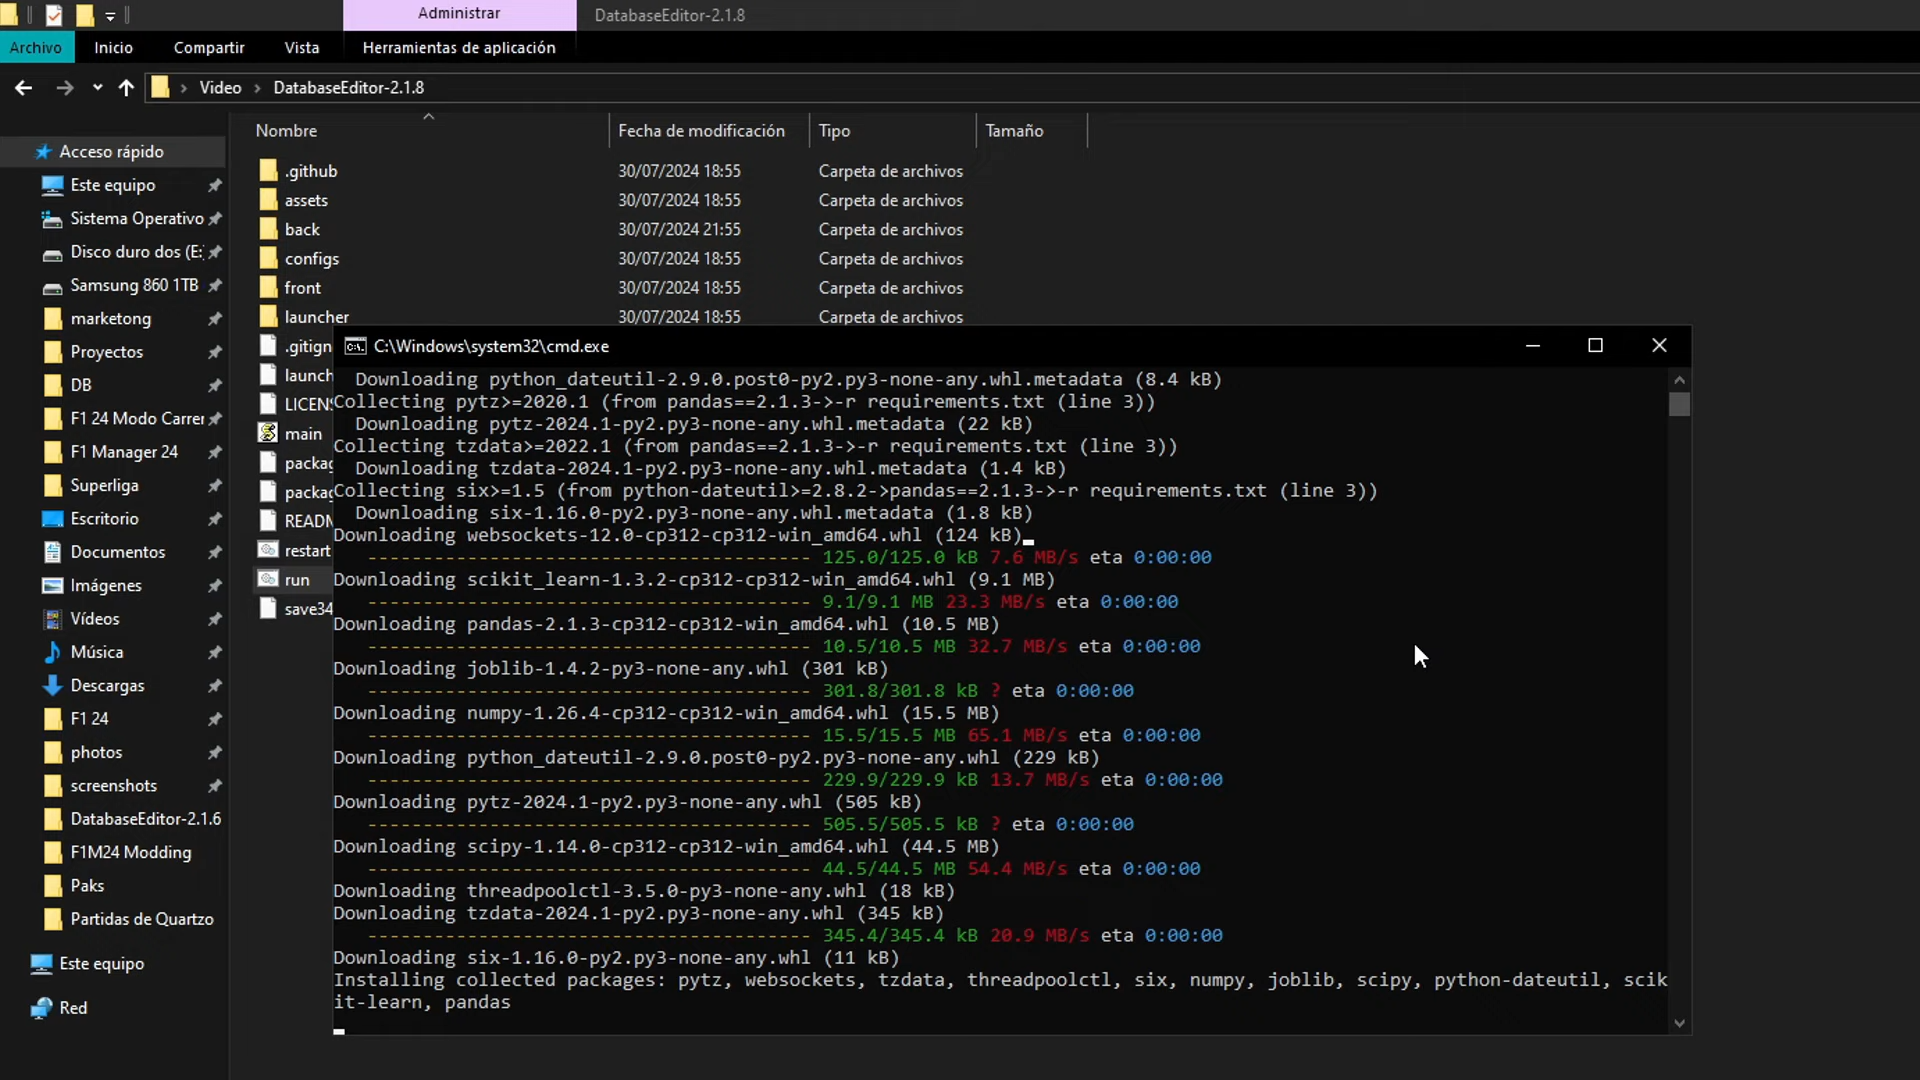 Administrar
DatabaseEditor-2.1.8
Archivo
Inicio
Compartir
Vista
Herramientas de aplicación
Video
DatabaseEditor-2.1.8
Nombre
Fecha de modificación
Tipo
Tamaño
Acceso rápido
Este equipo
Sistema Operativo
Disco duro dos (E:
Samsung 860 1TB
marketong
Proyectos
DB
F1 24 Modo Carrer
F1 Manager 24
Superliga
Escritorio
Documentos
Imágenes
Vídeos
Música
Descargas
F1 24
photos
screenshots
DatabaseEditor-2.1.6
F1M24 Modding
Paks
Partidas de Quartzo
Este equipo
Red
.github 30/07/2024 18:55 Carpeta de archivos
assets 30/07/2024 18:55 Carpeta de archivos
back 30/07/2024 21:55 Carpeta de archivos
configs 30/07/2024 18:55 Carpeta de archivos
front 30/07/2024 18:55 Carpeta de archivos
launcher 30/07/2024 18:55 Carpeta de archivos
.gitign
launch
LICENS
main
packag
packag
READM
restart
run
save34
C:\Windows\system32\cmd.exe
Downloading python_dateutil-2.9.0.post0-py2.py3-none-any.whl.metadata (8.4 kB)
Collecting pytz>=2020.1 (from pandas==2.1.3->-r requirements.txt (line 3))
Downloading pytz-2024.1-py2.py3-none-any.whl.metadata (22 kB)
Collecting tzdata>=2022.1 (from pandas==2.1.3->-r requirements.txt (line 3))
Downloading tzdata-2024.1-py2.py3-none-any.whl.metadata (1.4 kB)
Collecting six>=1.5 (from python-dateutil>=2.8.2->pandas==2.1.3->-r requirements.txt (line 3))
Downloading six-1.16.0-py2.py3-none-any.whl.metadata (1.8 kB)
Downloading websockets-12.0-cp312-cp312-win_amd64.whl (124 kB)
---------------------------------------- 125.0/125.0 kB 7.6 MB/s eta 0:00:00
Downloading scikit_learn-1.3.2-cp312-cp312-win_amd64.whl (9.1 MB)
---------------------------------------- 9.1/9.1 MB 23.3 MB/s eta 0:00:00
Downloading pandas-2.1.3-cp312-cp312-win_amd64.whl (10.5 MB)
---------------------------------------- 10.5/10.5 MB 32.7 MB/s eta 0:00:00
Downloading joblib-1.4.2-py3-none-any.whl (301 kB)
---------------------------------------- 301.8/301.8 kB ? eta 0:00:00
Downloading numpy-1.26.4-cp312-cp312-win_amd64.whl (15.5 MB)
---------------------------------------- 15.5/15.5 MB 65.1 MB/s eta 0:00:00
Downloading python_dateutil-2.9.0.post0-py2.py3-none-any.whl (229 kB)
---------------------------------------- 229.9/229.9 kB 13.7 MB/s eta 0:00:00
Downloading pytz-2024.1-py2.py3-none-any.whl (505 kB)
---------------------------------------- 505.5/505.5 kB ? eta 0:00:00
Downloading scipy-1.14.0-cp312-cp312-win_amd64.whl (44.5 MB)
---------------------------------------- 44.5/44.5 MB 54.4 MB/s eta 0:00:00
Downloading threadpoolctl-3.5.0-py3-none-any.whl (18 kB)
Downloading tzdata-2024.1-py2.py3-none-any.whl (345 kB)
---------------------------------------- 345.4/345.4 kB 20.9 MB/s eta 0:00:00
Downloading six-1.16.0-py2.py3-none-any.whl (11 kB)
Installing collected packages: pytz, websockets, tzdata, threadpoolctl, six, numpy, joblib, scipy, python-dateutil, scik
it-learn, pandas